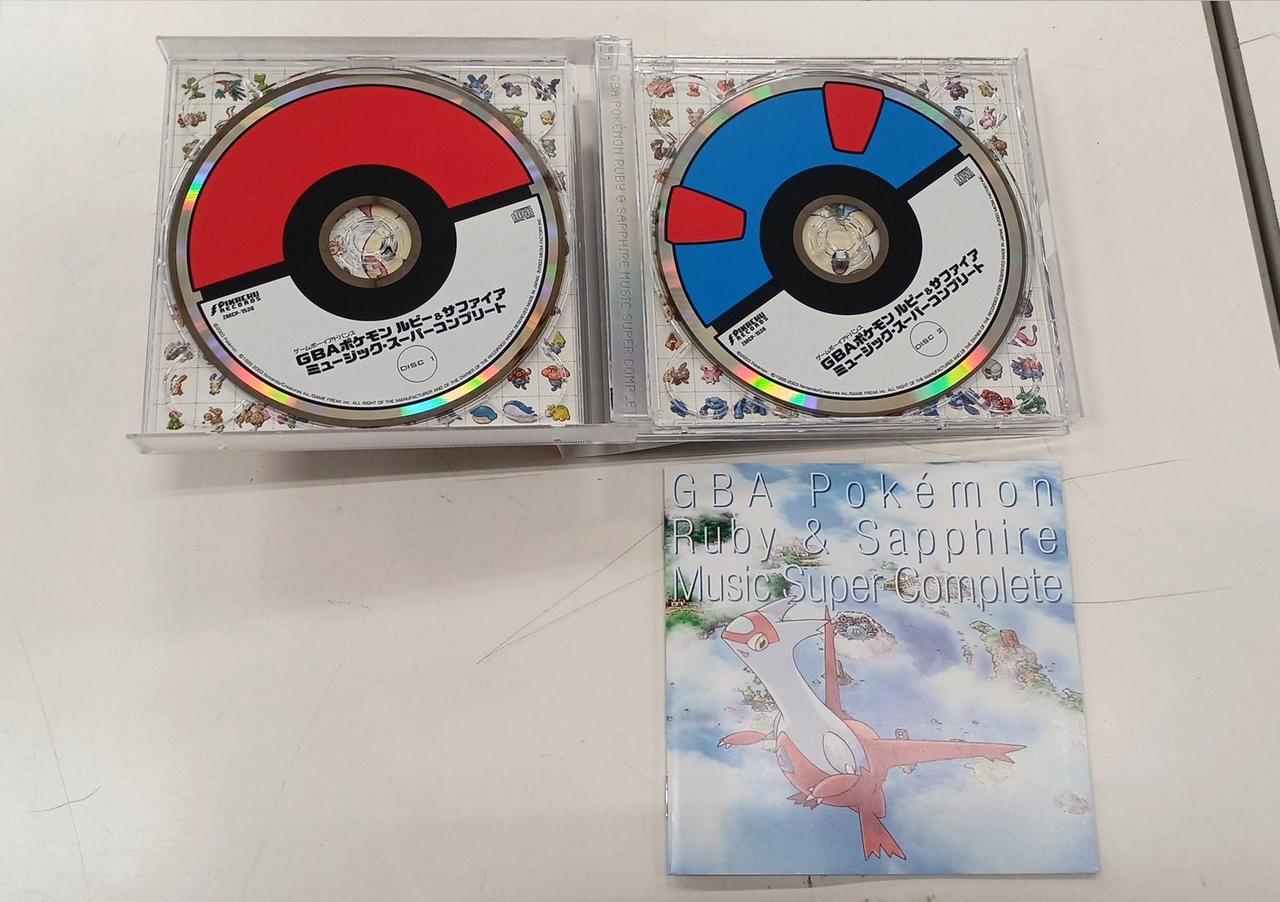 PIKACHU RECORDS
ZMCP-1536
ゲームボーイアドバンス
GBAポケモン ルビー&サファイア
ミュージック・スーパーコンプリート
DISC 1
GBA POKÉMON RUBY & SAPPHIRE MUSIC SUPER COMPLE
PIKACHU RECORDS
ZMCP-1536
ゲームボーイアドバンス
GBAポケモン ルビー&サファイア
ミュージック・スーパーコンプリート
DISC 2
GBA Pokémon
Ruby & Sapphire
Music Super Complete